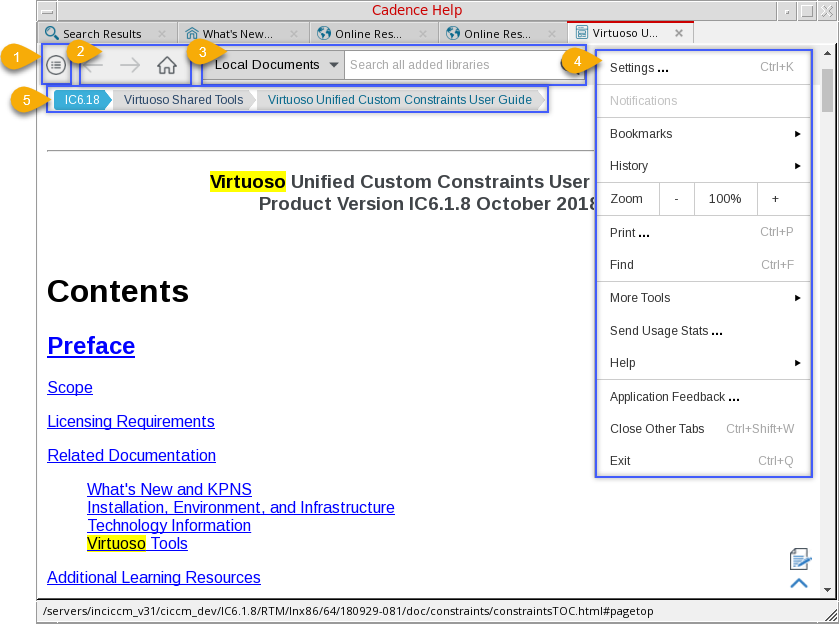 Cadence Help
Search Results
What's New...
Online Res...
Online Res...
Virtuoso U...
1
2
3
4
5
Local Documents
Search all added libraries
IC6.18
Virtuoso Shared Tools
Virtuoso Unified Custom Constraints User Guide
Virtuoso Unified Custom Constraints User
Product Version IC6.1.8 October 2018
Contents
Preface
Scope
Licensing Requirements
Related Documentation
What's New and KPNS
Installation, Environment, and Infrastructure
Technology Information
Virtuoso Tools
Additional Learning Resources
Settings ... Ctrl+K
Notifications
Bookmarks
History
Zoom - 100% +
Print ... Ctrl+P
Find Ctrl+F
More Tools
Send Usage Stats ...
Help
Application Feedback ...
Close Other Tabs Ctrl+Shift+W
Exit Ctrl+Q
/servers/inciccm_v31/ciccm_dev/IC6.1.8/RTM/lnx86/64/180929-081/doc/constraints/constraintsTOC.html#pagetop